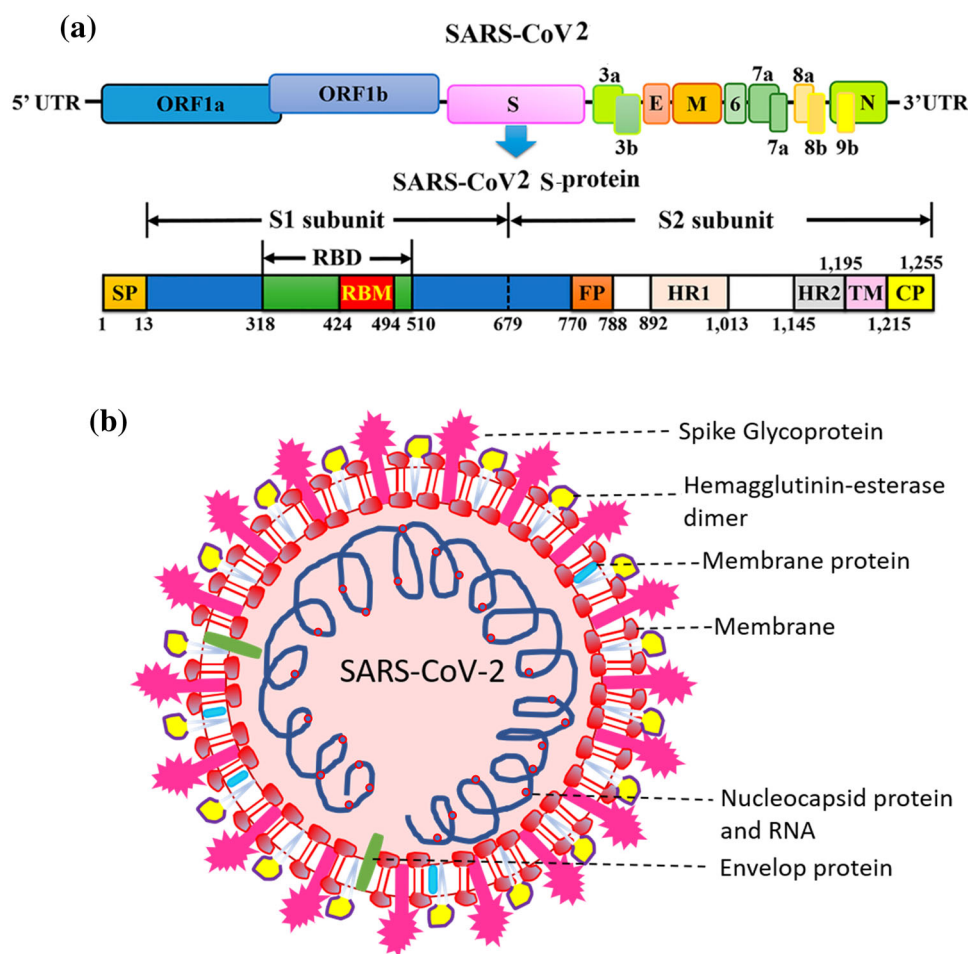 (a)
SARS-CoV2
5' UTR ORF1a ORF1b S 3a 3b E M 6 7a 7a 8a 8b 9b N 3'UTR
SARS-CoV2 S-protein
S1 subunit S2 subunit
RBD
1,195 1,255
SP RBM FP HR1 HR2 TM CP
1 13 318 424 494 510 679 770 788 892 1,013 1,145 1,215
(b)
Spike Glycoprotein
Hemagglutinin-esterase
dimer
Membrane protein
Membrane
SARS-CoV-2
Nucleocapsid protein
and RNA
Envelop protein